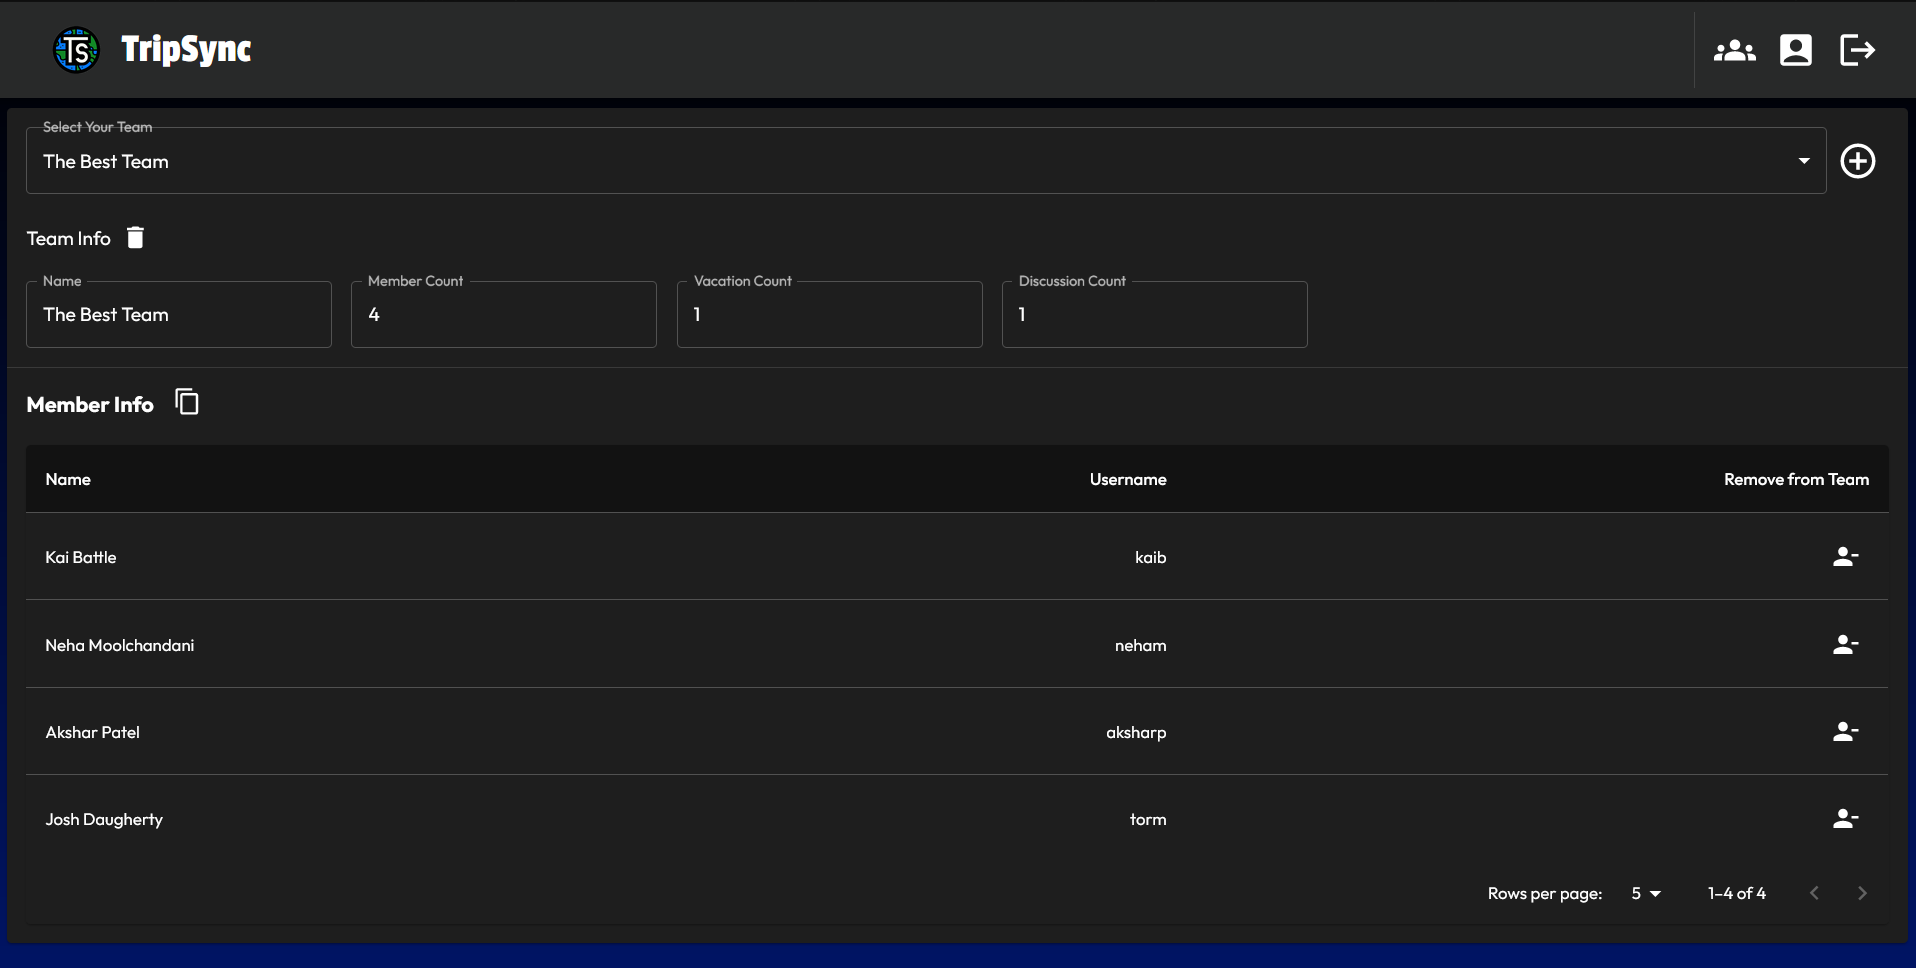 TS TripSync
Select Your Team
The Best Team
Team Info
Name Member Count Vacation Count Discussion Count
The Best Team 4 1 1
Member Info
Name Username Remove from Team
Kai Battle kaib
Neha Moolchandani neham
Akshar Patel aksharp
Josh Daugherty torm
Rows per page: 5 1–4 of 4